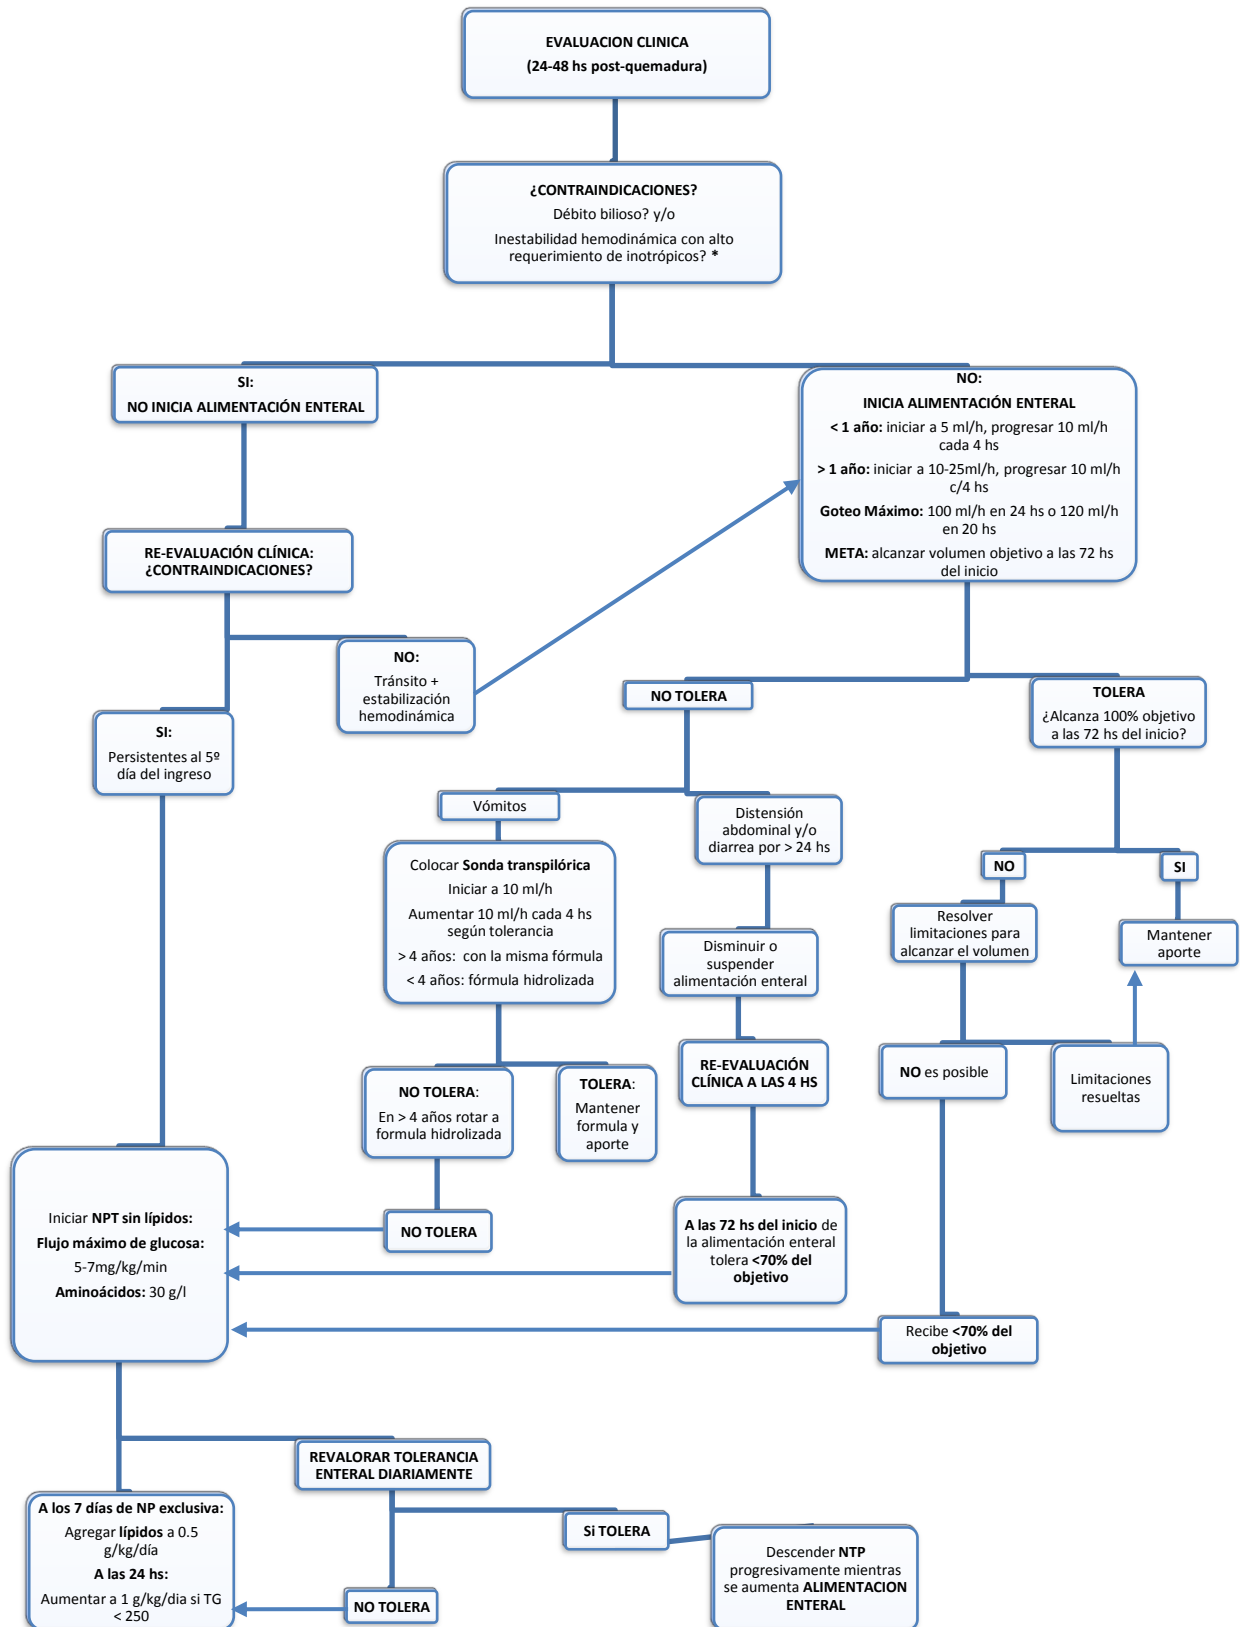 EVALUACION CLINICA
(24-48 hs post-quemadura)
¿CONTRAINDICACIONES?
Débito bilioso? y/o
Inestabilidad hemodinámica con alto
requerimiento de inotrópicos? *
SI:
NO INICIA ALIMENTACIÓN ENTERAL
NO:
INICIA ALIMENTACIÓN ENTERAL
< 1 año: iniciar a 5 ml/h, progresar 10 ml/h
cada 4 hs
> 1 año: iniciar a 10-25ml/h, progresar 10 ml/h
c/4 hs
Goteo Máximo: 100 ml/h en 24 hs o 120 ml/h
en 20 hs
META: alcanzar volumen objetivo a las 72 hs
del inicio
RE-EVALUACIÓN CLÍNICA:
¿CONTRAINDICACIONES?
NO:
Tránsito +
estabilización
hemodinámica
SI:
Persistentes al 5º
día del ingreso
NO TOLERA
TOLERA
¿Alcanza 100% objetivo
a las 72 hs del inicio?
Vómitos
Distensión
abdominal y/o
diarrea por > 24 hs
Colocar Sonda transpilórica
Iniciar a 10 ml/h
Aumentar 10 ml/h cada 4 hs
según tolerancia
> 4 años: con la misma fórmula
< 4 años: fórmula hidrolizada
NO
SI
Resolver
limitaciones para
alcanzar el volumen
Mantener
aporte
Disminuir o
suspender
alimentación enteral
RE-EVALUACIÓN
CLÍNICA A LAS 4 HS
NO es posible
Limitaciones
resueltas
NO TOLERA:
En > 4 años rotar a
formula hidrolizada
TOLERA:
Mantener
formula y
aporte
NO TOLERA
A las 72 hs del inicio de
la alimentación enteral
tolera <70% del
objetivo
Iniciar NPT sin lípidos:
Flujo máximo de glucosa:
5-7mg/kg/min
Aminoácidos: 30 g/l
Recibe <70% del
objetivo
REVALORAR TOLERANCIA
ENTERAL DIARIAMENTE
A los 7 días de NP exclusiva:
Agregar lípidos a 0.5
g/kg/día
A las 24 hs:
Aumentar a 1 g/kg/dia si TG
< 250
Si TOLERA
NO TOLERA
Descender NTP
progresivamente mientras
se aumenta ALIMENTACION
ENTERAL